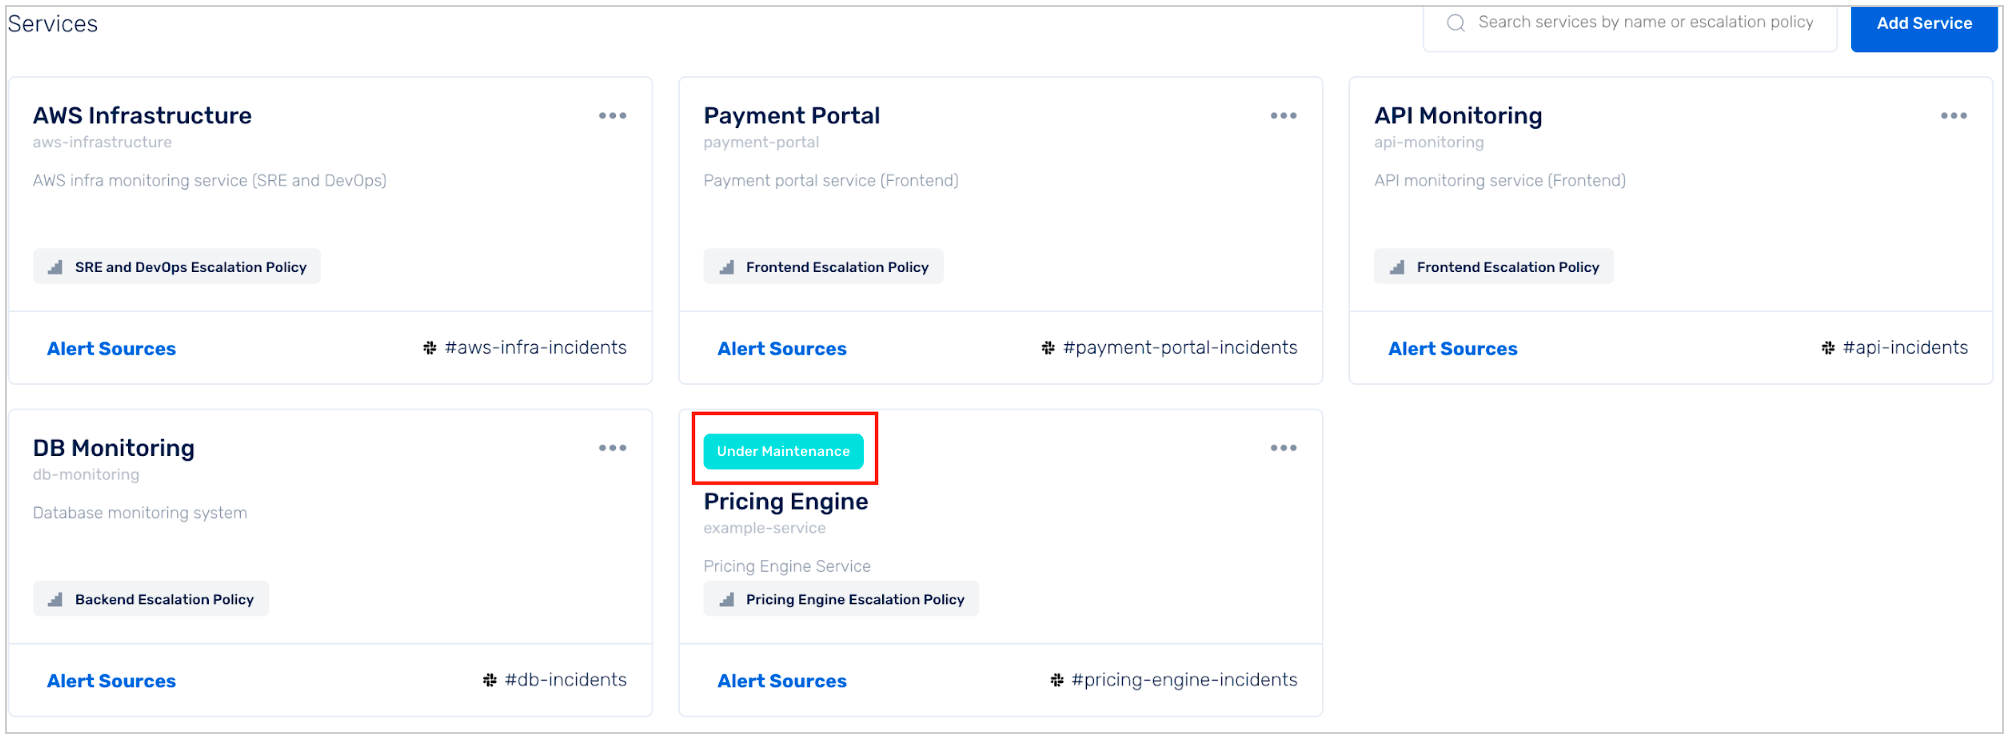 Services
Search services by name or escalation policy
Add Service
AWS Infrastructure
aws-infrastructure
AWS infra monitoring service (SRE and DevOps)
SRE and DevOps Escalation Policy
Alert Sources
#aws-infra-incidents
Payment Portal
payment-portal
Payment portal service (Frontend)
Frontend Escalation Policy
Alert Sources
#payment-portal-incidents
API Monitoring
api-monitoring
API monitoring service (Frontend)
Frontend Escalation Policy
Alert Sources
#api-incidents
DB Monitoring
db-monitoring
Database monitoring system
Backend Escalation Policy
Alert Sources
#db-incidents
Under Maintenance
Pricing Engine
example-service
Pricing Engine Service
Pricing Engine Escalation Policy
Alert Sources
#pricing-engine-incidents